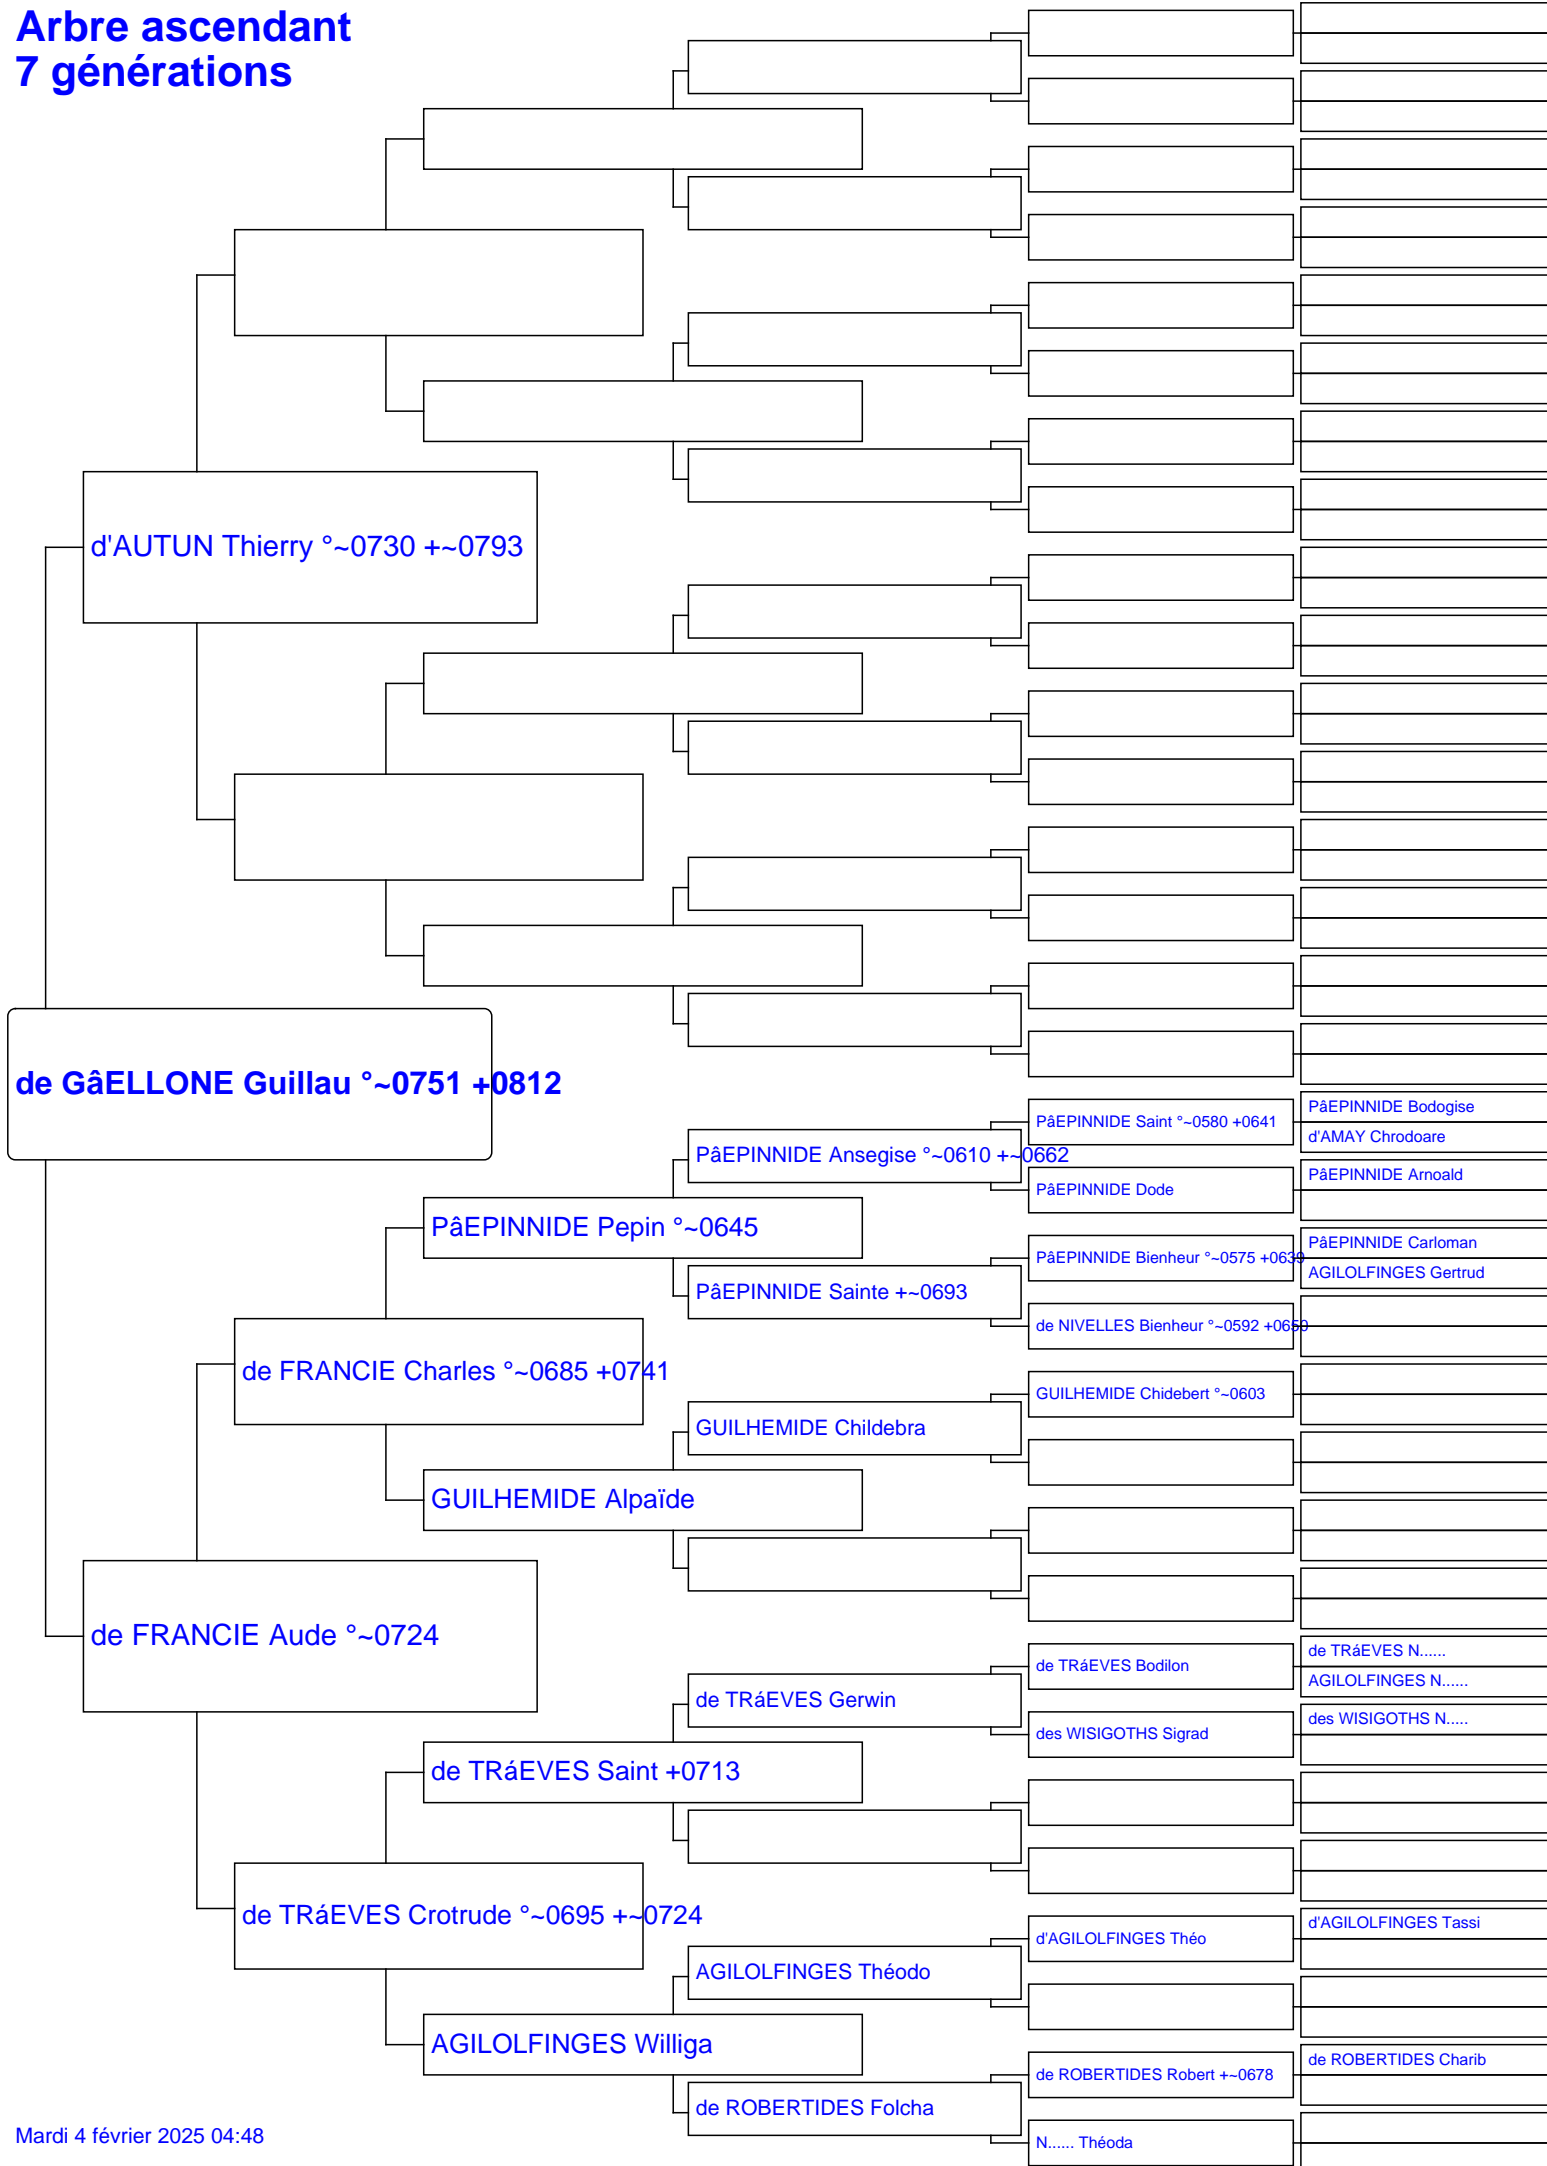 Arbre ascendant
7 générations
d'AUTUN Thierry °~0730 +~0793
de GâELLONE Guillau °~0751 +0812
PâEPINNIDE Saint °~0580 +0641
PâEPINNIDE Bodogise
d'AMAY Chrodoare
PâEPINNIDE Ansegise °~0610 +~0662
PâEPINNIDE Dode
PâEPINNIDE Arnoald
PâEPINNIDE Pepin °~0645
PâEPINNIDE Bienheur °~0575 +0639
PâEPINNIDE Carloman
AGILOLFINGES Gertrud
PâEPINNIDE Sainte +~0693
de NIVELLES Bienheur °~0592 +0650
de FRANCIE Charles °~0685 +0741
GUILHEMIDE Chidebert °~0603
GUILHEMIDE Childebra
GUILHEMIDE Alpaïde
de FRANCIE Aude °~0724
de TRáEVES Bodilon
de TRáEVES N......
AGILOLFINGES N......
de TRáEVES Gerwin
des WISIGOTHS Sigrad
des WISIGOTHS N.....
de TRáEVES Saint +0713
de TRáEVES Crotrude °~0695 +~0724
d'AGILOLFINGES Théo
d'AGILOLFINGES Tassi
AGILOLFINGES Théodo
AGILOLFINGES Williga
de ROBERTIDES Robert +~0678
de ROBERTIDES Charib
de ROBERTIDES Folcha
N...... Théoda
Mardi 4 février 2025 04:48